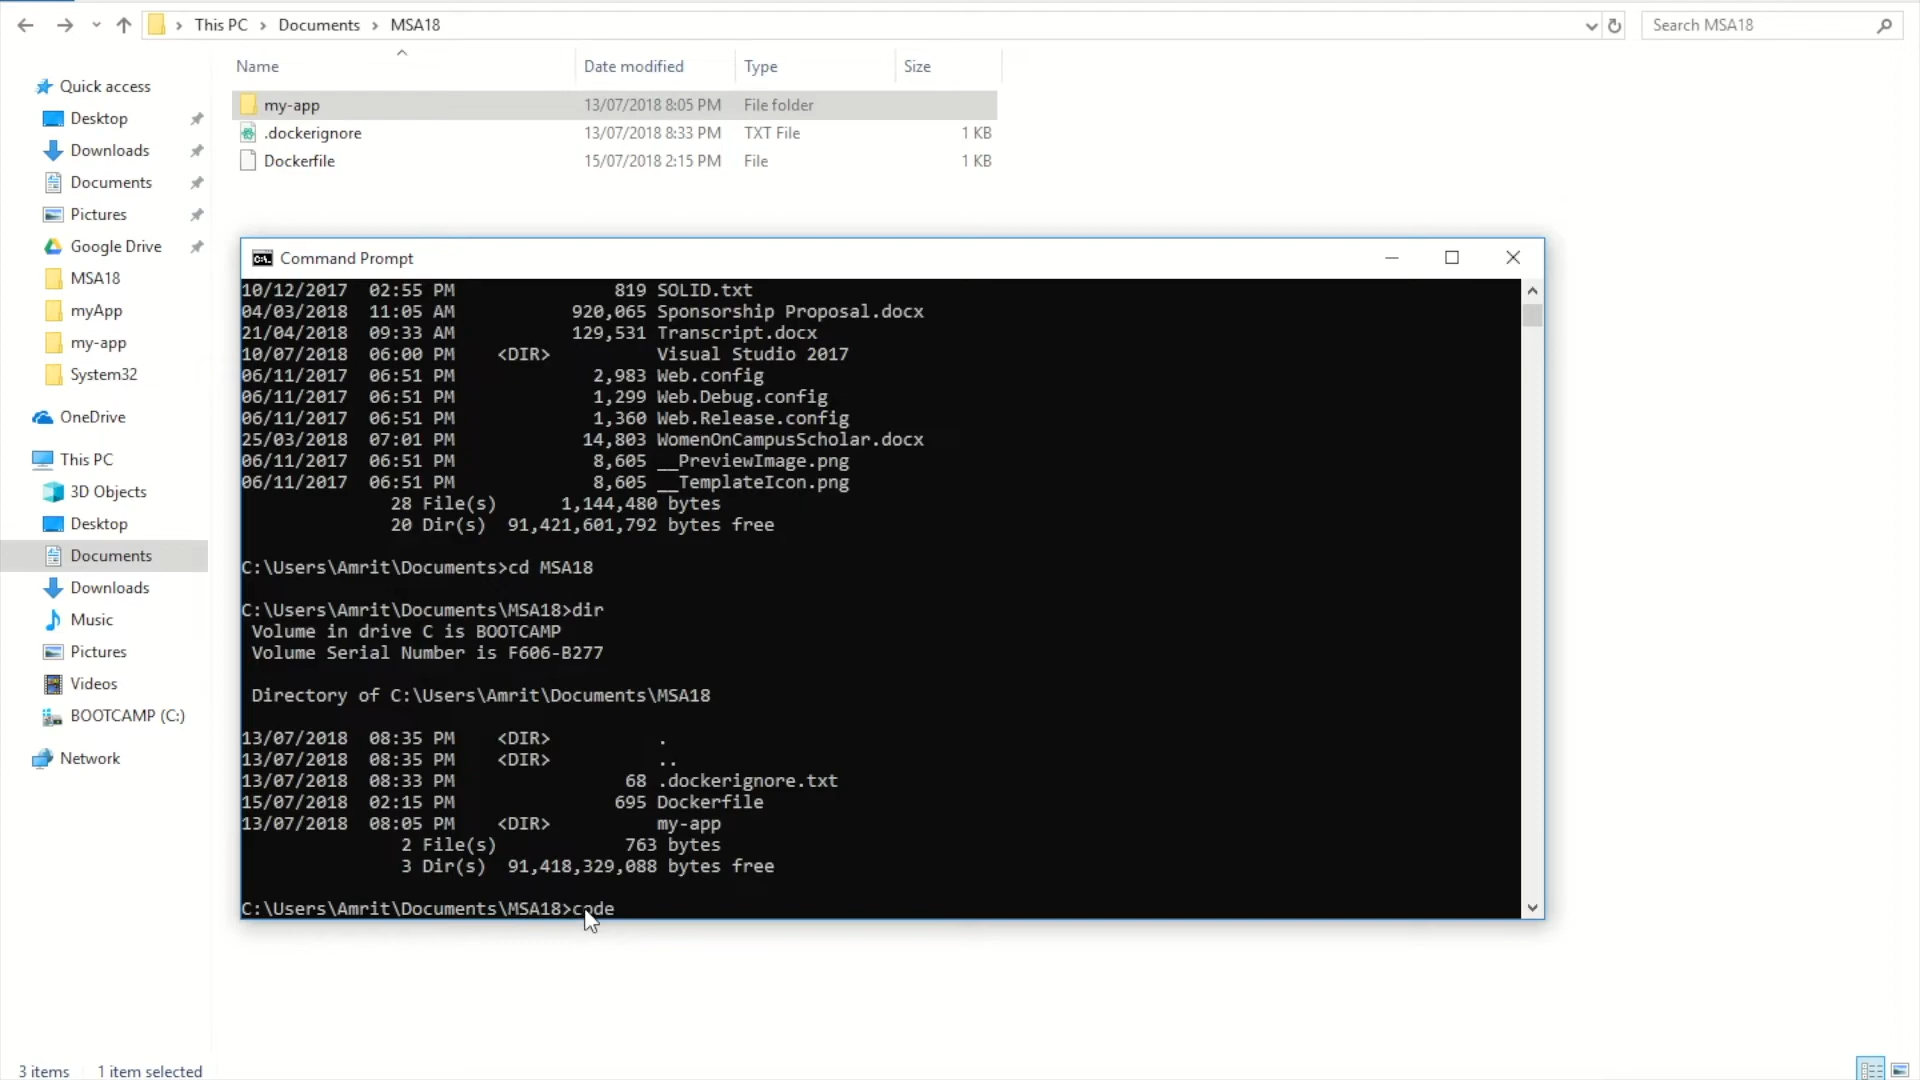 This PC > Documents > MSA18
Search MSA18
Name Date modified Type Size
my-app 13/07/2018 8:05 PM File folder
.dockerignore 13/07/2018 8:33 PM TXT File 1 KB
Dockerfile 15/07/2018 2:15 PM File 1 KB
Quick access
Desktop
Downloads
Documents
Pictures
Google Drive
MSA18
myApp
my-app
System32
OneDrive
This PC
3D Objects
Desktop
Documents
Downloads
Music
Pictures
Videos
BOOTCAMP (C:)
Network
Command Prompt
10/12/2017 02:55 PM 819 SOLID.txt
04/03/2018 11:05 AM 920,065 Sponsorship Proposal.docx
21/04/2018 09:33 AM 129,531 Transcript.docx
10/07/2018 06:00 PM <DIR> Visual Studio 2017
06/11/2017 06:51 PM 2,983 Web.config
06/11/2017 06:51 PM 1,299 Web.Debug.config
06/11/2017 06:51 PM 1,360 Web.Release.config
25/03/2018 07:01 PM 14,803 WomenOnCampusScholar.docx
06/11/2017 06:51 PM 8,605 __PreviewImage.png
06/11/2017 06:51 PM 8,605 __TemplateIcon.png
28 File(s) 1,144,480 bytes
20 Dir(s) 91,421,601,792 bytes free
C:\Users\Amrit\Documents>cd MSA18
C:\Users\Amrit\Documents\MSA18>dir
Volume in drive C is BOOTCAMP
Volume Serial Number is F606-B277
Directory of C:\Users\Amrit\Documents\MSA18
13/07/2018 08:35 PM <DIR> .
13/07/2018 08:35 PM <DIR> ..
13/07/2018 08:33 PM 68 .dockerignore.txt
15/07/2018 02:15 PM 695 Dockerfile
13/07/2018 08:05 PM <DIR> my-app
2 File(s) 763 bytes
3 Dir(s) 91,418,329,088 bytes free
C:\Users\Amrit\Documents\MSA18>code
3 items 1 item selected